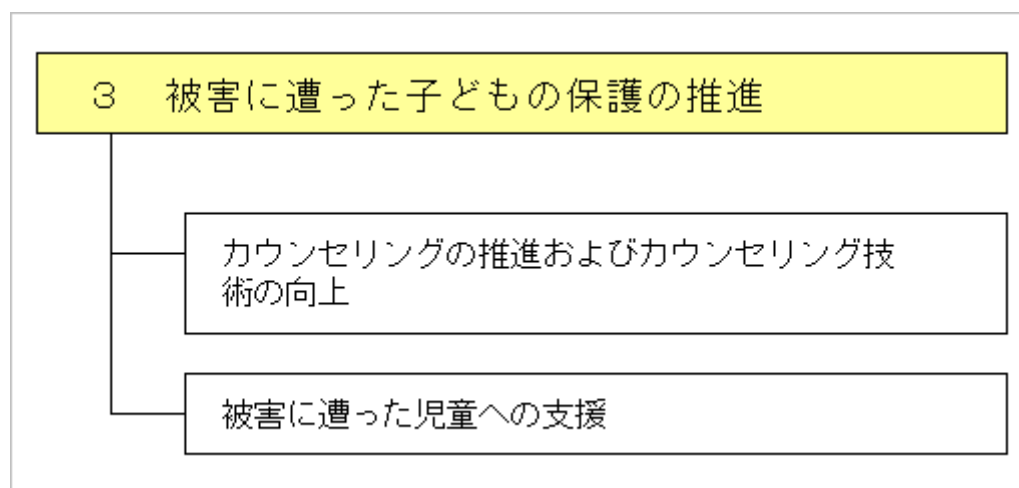 ３　被害に遭った子どもの保護の推進
カウンセリングの推進およびカウンセリング技
術の向上
被害に遭った児童への支援